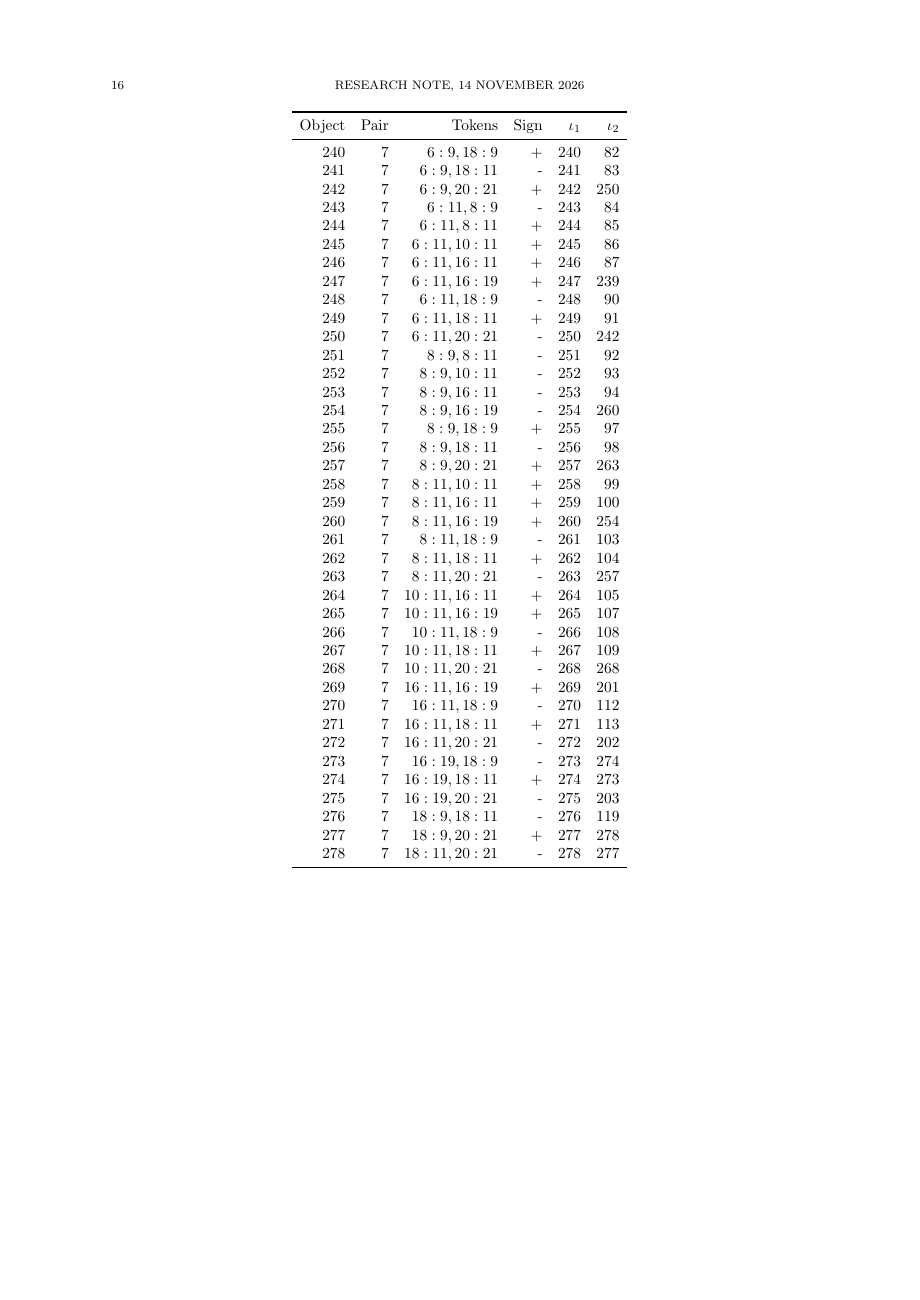 16 RESEARCH NOTE, 14 NOVEMBER 2026
Object Pair Tokens Sign ι₁ ι₂
240 7 6 : 9, 18 : 9 + 240 82
241 7 6 : 9, 18 : 11 - 241 83
242 7 6 : 9, 20 : 21 + 242 250
243 7 6 : 11, 8 : 9 - 243 84
244 7 6 : 11, 8 : 11 + 244 85
245 7 6 : 11, 10 : 11 + 245 86
246 7 6 : 11, 16 : 11 + 246 87
247 7 6 : 11, 16 : 19 + 247 239
248 7 6 : 11, 18 : 9 - 248 90
249 7 6 : 11, 18 : 11 + 249 91
250 7 6 : 11, 20 : 21 - 250 242
251 7 8 : 9, 8 : 11 - 251 92
252 7 8 : 9, 10 : 11 - 252 93
253 7 8 : 9, 16 : 11 - 253 94
254 7 8 : 9, 16 : 19 - 254 260
255 7 8 : 9, 18 : 9 + 255 97
256 7 8 : 9, 18 : 11 - 256 98
257 7 8 : 9, 20 : 21 + 257 263
258 7 8 : 11, 10 : 11 + 258 99
259 7 8 : 11, 16 : 11 + 259 100
260 7 8 : 11, 16 : 19 + 260 254
261 7 8 : 11, 18 : 9 - 261 103
262 7 8 : 11, 18 : 11 + 262 104
263 7 8 : 11, 20 : 21 - 263 257
264 7 10 : 11, 16 : 11 + 264 105
265 7 10 : 11, 16 : 19 + 265 107
266 7 10 : 11, 18 : 9 - 266 108
267 7 10 : 11, 18 : 11 + 267 109
268 7 10 : 11, 20 : 21 - 268 268
269 7 16 : 11, 16 : 19 + 269 201
270 7 16 : 11, 18 : 9 - 270 112
271 7 16 : 11, 18 : 11 + 271 113
272 7 16 : 11, 20 : 21 - 272 202
273 7 16 : 19, 18 : 9 - 273 274
274 7 16 : 19, 18 : 11 + 274 273
275 7 16 : 19, 20 : 21 - 275 203
276 7 18 : 9, 18 : 11 - 276 119
277 7 18 : 9, 20 : 21 + 277 278
278 7 18 : 11, 20 : 21 - 278 277